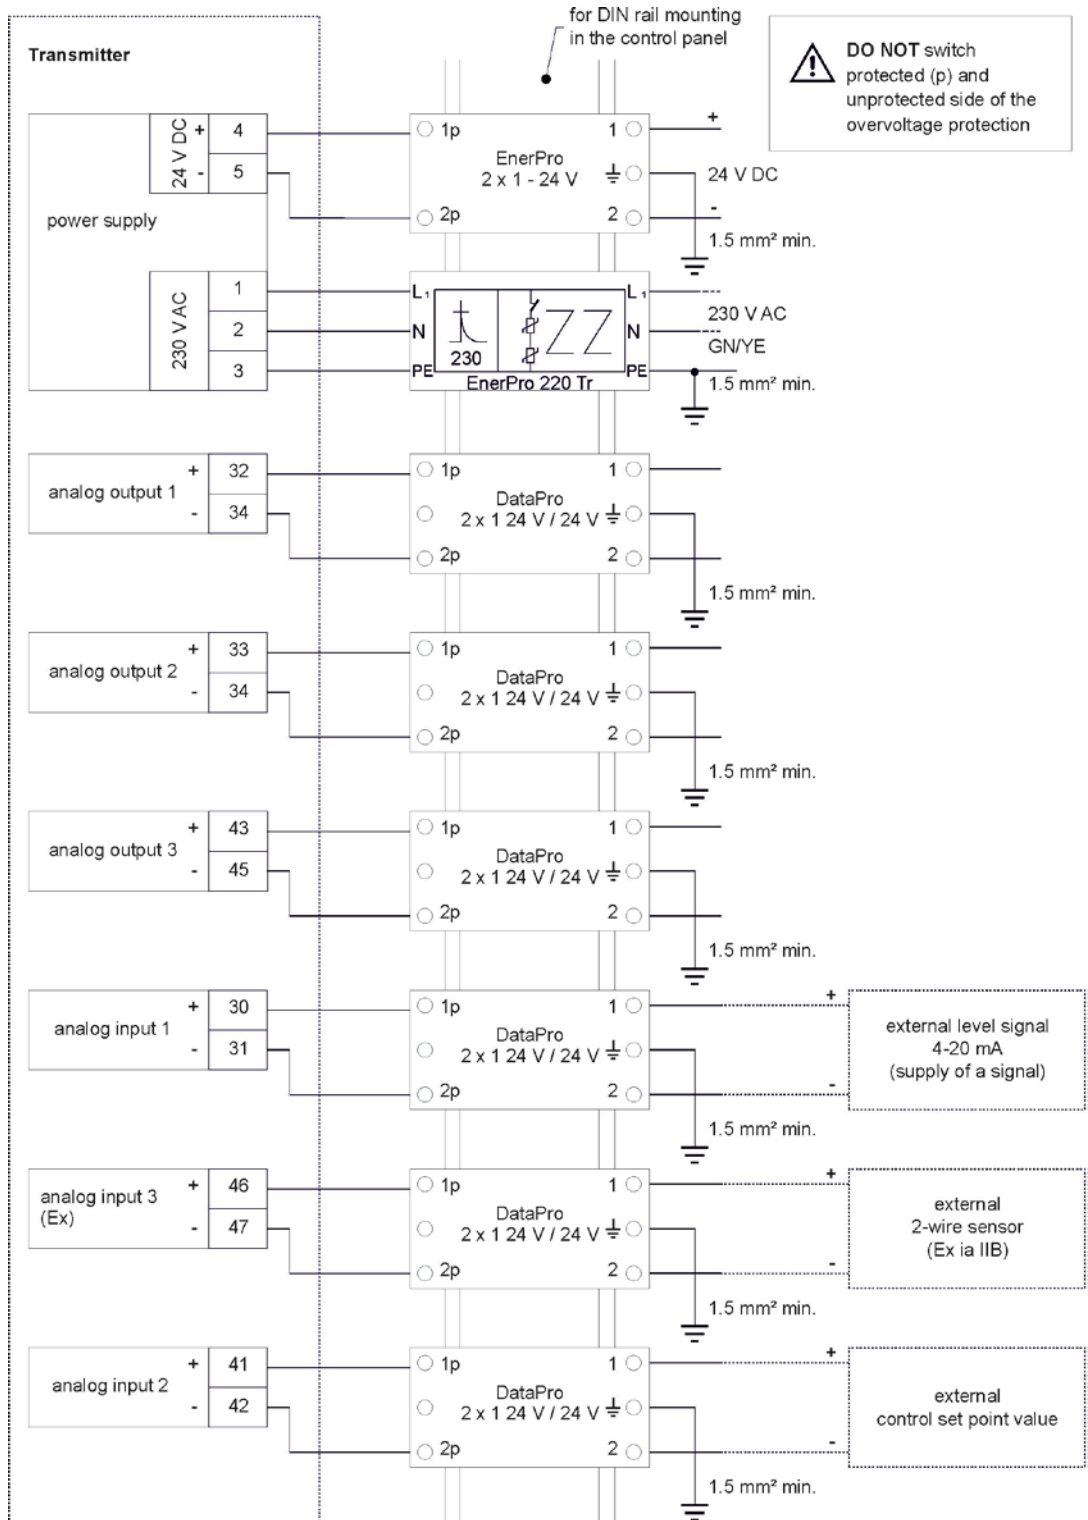 for DIN rail mounting
in the control panel
Transmitter
DO NOT switch
protected (p) and
unprotected side of the
overvoltage protection
power supply
24 V DC
+ 4
- 5
1p
2p
EnerPro
2 x 1 - 24 V
1
2
+
24 V DC
-
1.5 mm² min.
230 V AC
1
2
3
L1
N
PE
230
EnerPro 220 Tr
L1
N
PE
230 V AC
GN/YE
1.5 mm² min.
analog output 1
+ 32
- 34
1p
2p
DataPro
2 x 1 24 V / 24 V
1
2
1.5 mm² min.
analog output 2
+ 33
- 34
1p
2p
DataPro
2 x 1 24 V / 24 V
1
2
1.5 mm² min.
analog output 3
+ 43
- 45
1p
2p
DataPro
2 x 1 24 V / 24 V
1
2
1.5 mm² min.
analog input 1
+ 30
- 31
1p
2p
DataPro
2 x 1 24 V / 24 V
1
2
1.5 mm² min.
+
-
external level signal
4-20 mA
(supply of a signal)
analog input 3
(Ex)
+ 46
- 47
1p
2p
DataPro
2 x 1 24 V / 24 V
1
2
1.5 mm² min.
+
-
external
2-wire sensor
(Ex ia IIB)
analog input 2
+ 41
- 42
1p
2p
DataPro
2 x 1 24 V / 24 V
1
2
1.5 mm² min.
+
-
external
control set point value